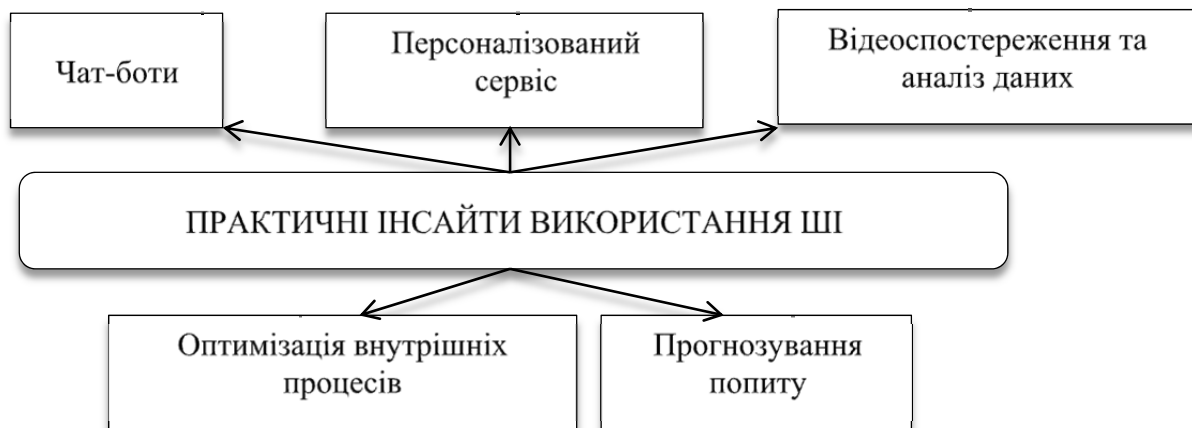 Чат-боти
Персоналізований
сервіс
Відеоспостереження та
аналіз даних
ПРАКТИЧНІ ІНСАЙТИ ВИКОРИСТАННЯ ШІ
Оптимізація внутрішніх
процесів
Прогнозування
попиту